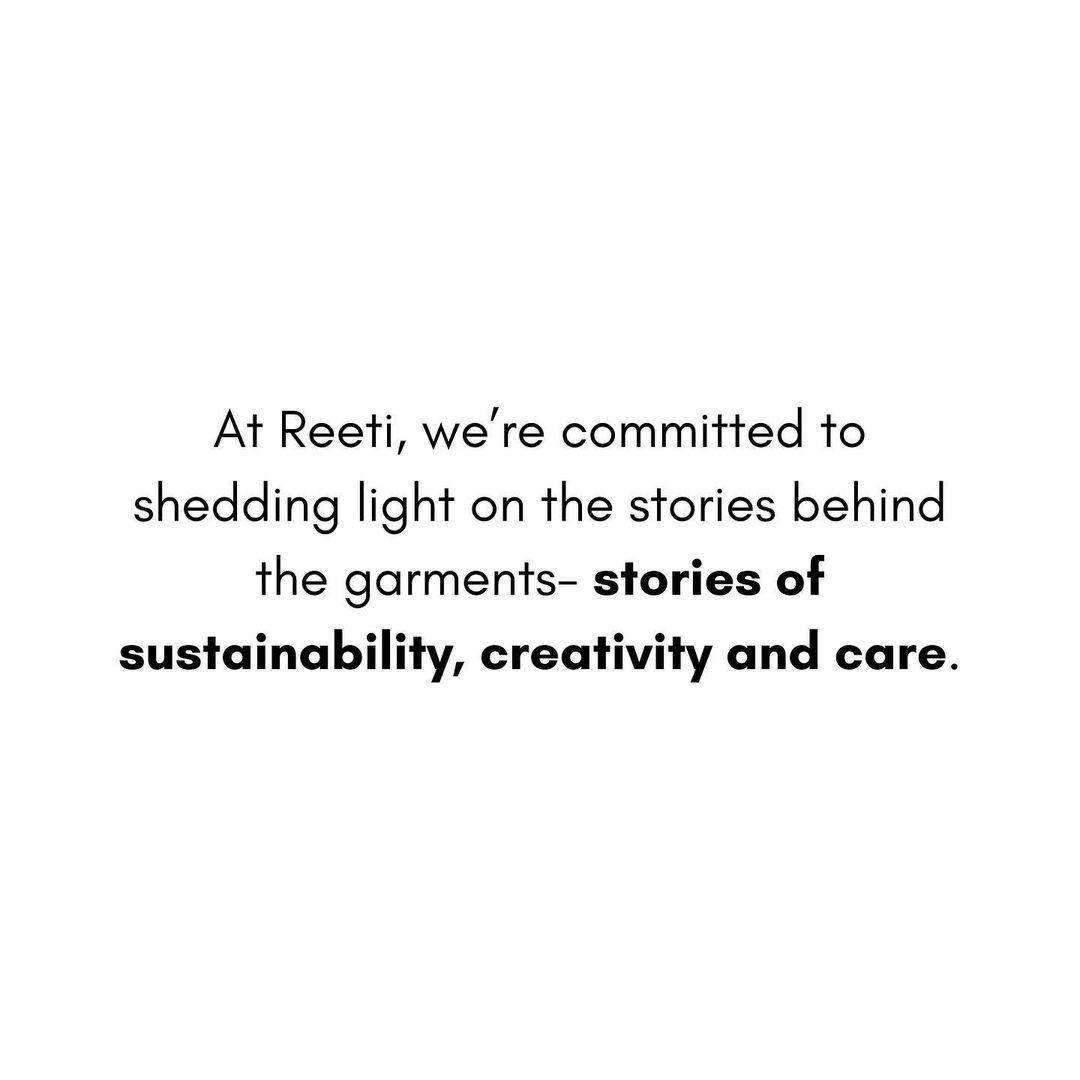 At Reeti, we’re committed to
shedding light on the stories behind
the garments- stories of
sustainability, creativity and care.